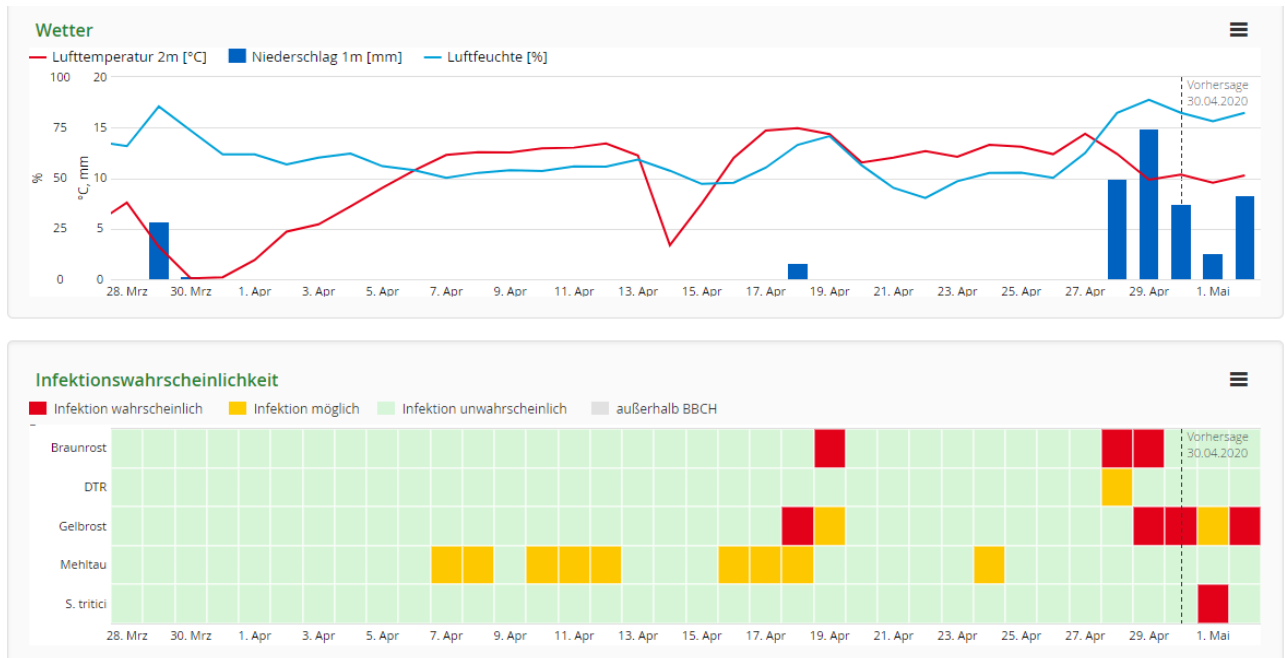 Wetter
Lufttemperatur 2m [°C] Niederschlag 1m [mm] Luftfeuchte [%]
100 20
Vorhersage
30.04.2020
75 15
% 50 °C, mm 10
25 5
0 0
28. Mrz 30. Mrz 1. Apr 3. Apr 5. Apr 7. Apr 9. Apr 11. Apr 13. Apr 15. Apr 17. Apr 19. Apr 21. Apr 23. Apr 25. Apr 27. Apr 29. Apr 1. Mai
Infektionswahrscheinlichkeit
Infektion wahrscheinlich Infektion möglich Infektion unwahrscheinlich außerhalb BBCH
Vorhersage
30.04.2020
Braunrost
DTR
Gelbrost
Mehltau
S. tritici
28. Mrz 30. Mrz 1. Apr 3. Apr 5. Apr 7. Apr 9. Apr 11. Apr 13. Apr 15. Apr 17. Apr 19. Apr 21. Apr 23. Apr 25. Apr 27. Apr 29. Apr 1. Mai